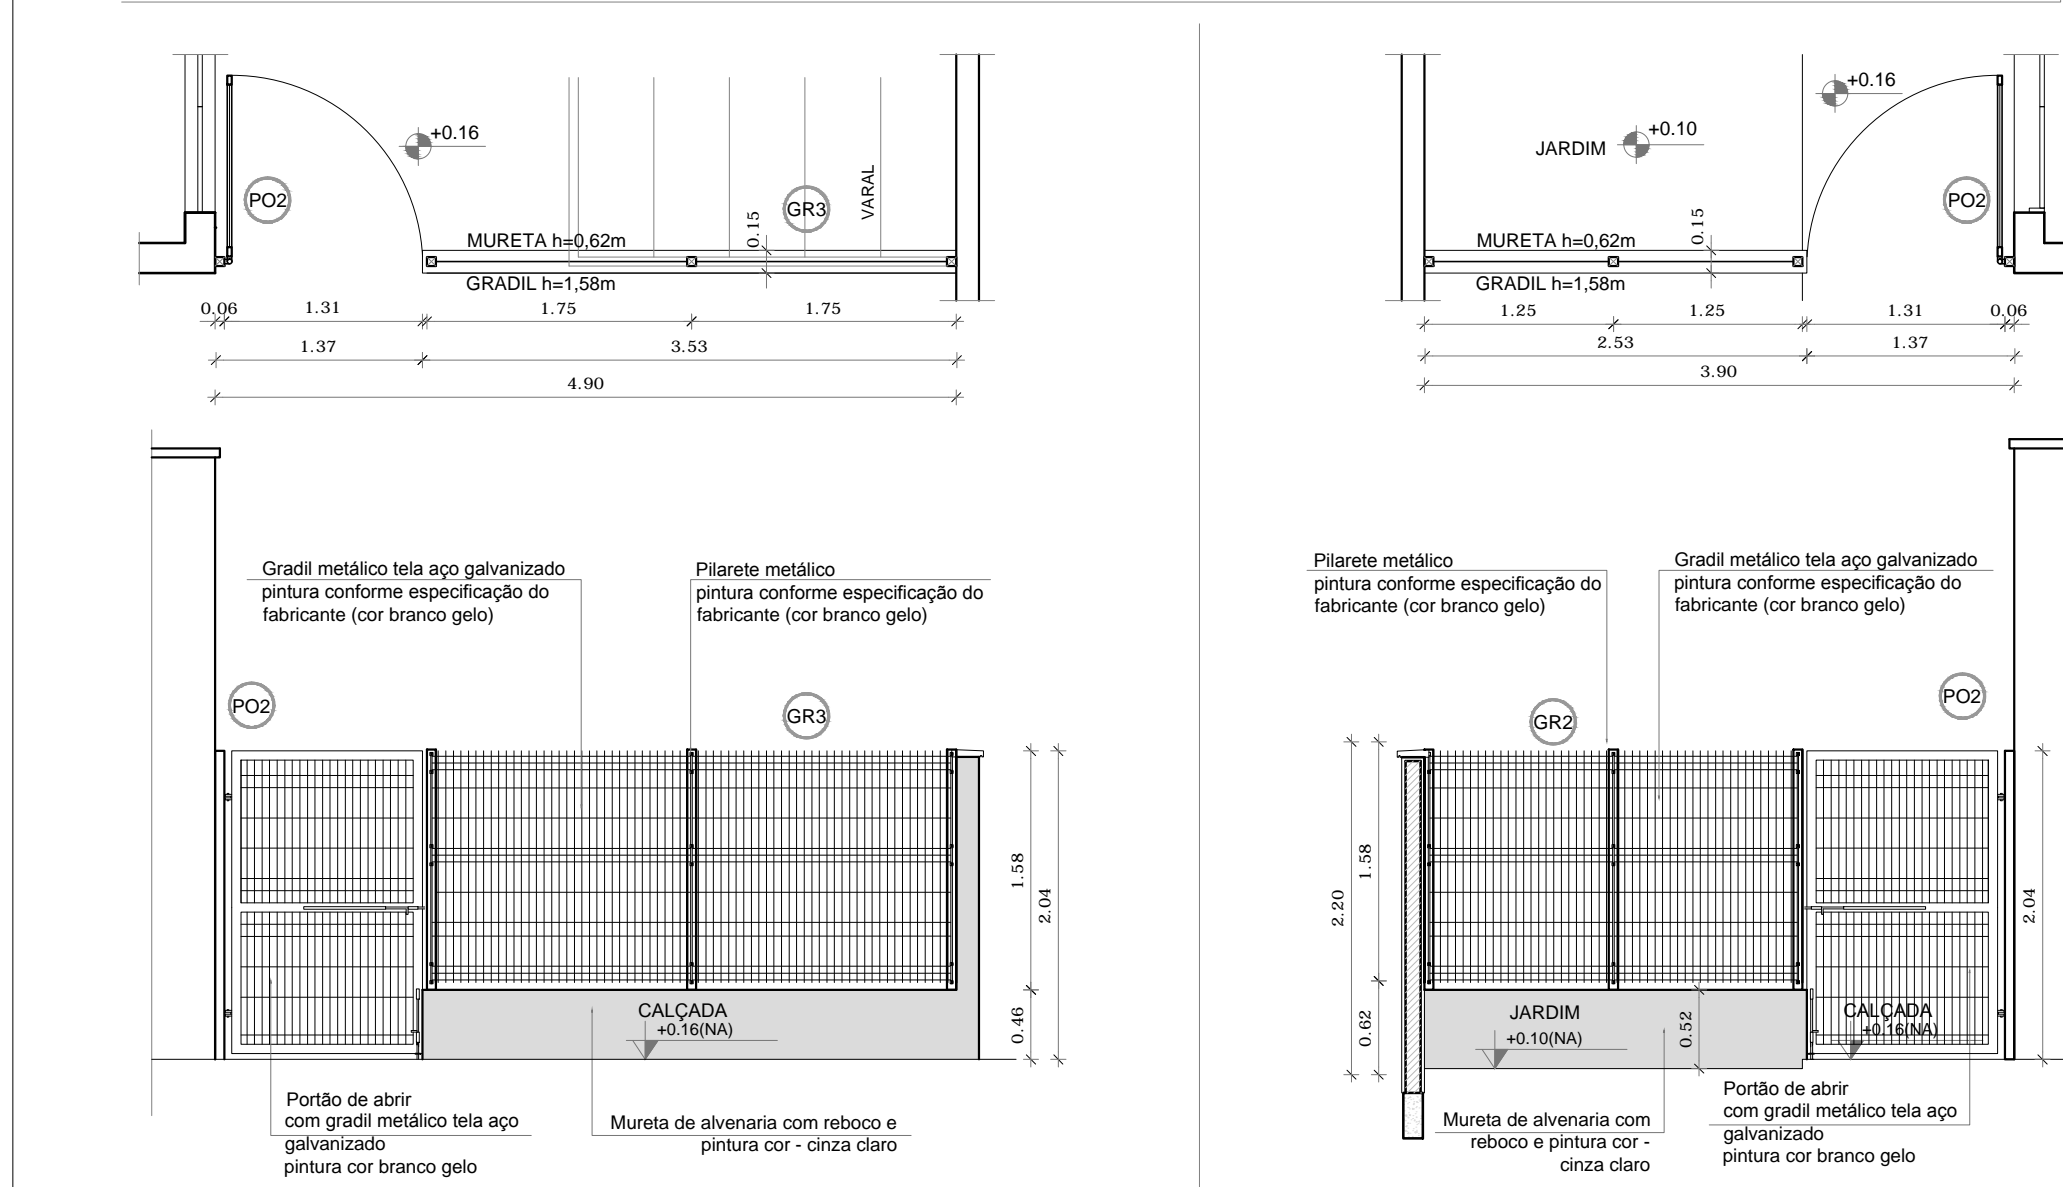 +0.16
PO2
GR3
VARAL
0.15
MURETA h=0,62m
GRADIL h=1,58m
0.06
1.31
1.75
1.75
1.37
3.53
4.90
Gradil metálico tela aço galvanizado
pintura conforme especificação do
fabricante (cor branco gelo)
Pilarete metálico
pintura conforme especificação do
fabricante (cor branco gelo)
PO2
GR3
1.58
2.04
0.46
CALÇADA
+0.16(NA)
Portão de abrir
com gradil metálico tela aço
galvanizado
pintura cor branco gelo
Mureta de alvenaria com reboco e
pintura cor - cinza claro
+0.16
+0.10
JARDIM
PO2
0.15
MURETA h=0,62m
GRADIL h=1,58m
1.25
1.25
1.31
0.06
2.53
1.37
3.90
Pilarete metálico
pintura conforme especificação do
fabricante (cor branco gelo)
Gradil metálico tela aço galvanizado
pintura conforme especificação do
fabricante (cor branco gelo)
PO2
GR2
1.58
2.20
2.04
0.62
JARDIM
+0.10(NA)
0.52
CALÇADA
+0.16(NA)
Mureta de alvenaria com
reboco e pintura cor -
cinza claro
Portão de abrir
com gradil metálico tela aço
galvanizado
pintura cor branco gelo